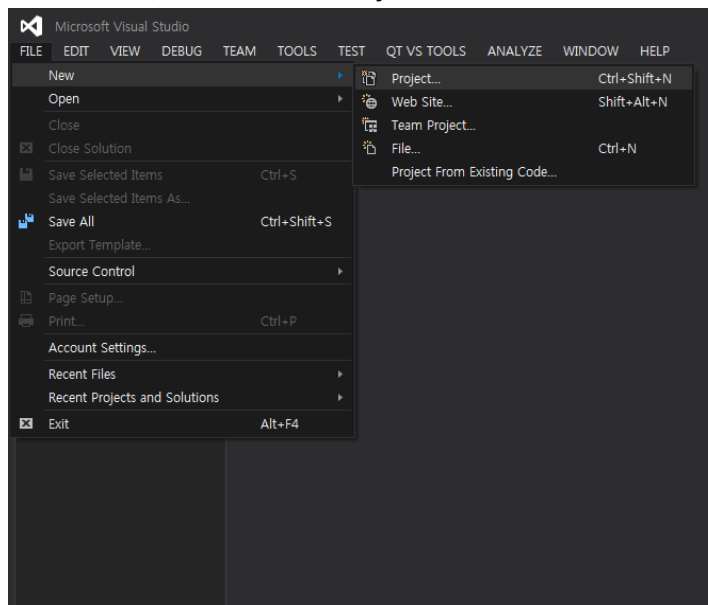 Microsoft Visual Studio
FILE EDIT VIEW DEBUG TEAM TOOLS TEST QT VS TOOLS ANALYZE WINDOW HELP
New
Open
Close
Close Solution
Save Selected Items Ctrl+S
Save Selected Items As...
Save All Ctrl+Shift+S
Export Template...
Source Control
Page Setup...
Print... Ctrl+P
Account Settings...
Recent Files
Recent Projects and Solutions
Exit Alt+F4
Project... Ctrl+Shift+N
Web Site... Shift+Alt+N
Team Project...
File... Ctrl+N
Project From Existing Code...